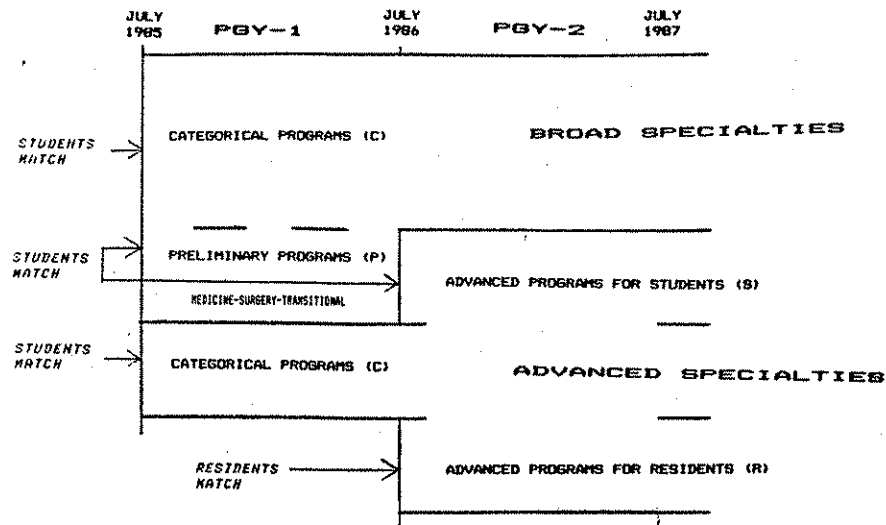 JULY JULY JULY
1985 PGY-1 1986 PGY-2 1987
CATEGORICAL PROGRAMS (C) BROAD SPECIALTIES
STUDENTS
MATCH
PRELIMINARY PROGRAMS (P)
STUDENTS
MATCH
ADVANCED PROGRAMS FOR STUDENTS (S)
MEDICINE-SURGERY-TRANSITIONAL
STUDENTS
MATCH
CATEGORICAL PROGRAMS (C) ADVANCED SPECIALTIES
RESIDENTS
MATCH
ADVANCED PROGRAMS FOR RESIDENTS (R)